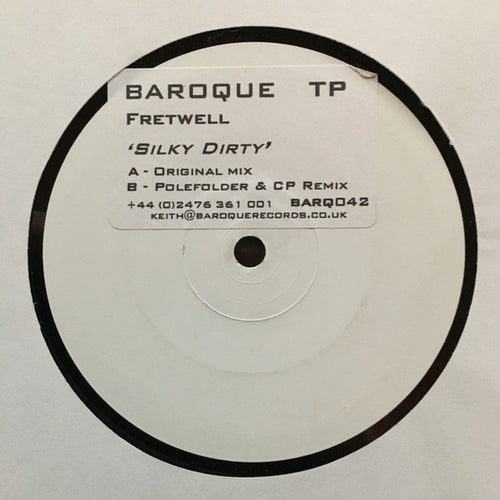 BAROQUE TP
FRETWELL
‘SILKY DIRTY’
A - ORIGINAL MIX
B - POLEFOLDER & CP REMIX
+44 (0)2476 361 001 BARQ042
KEITH@BAROQUERECORDS.CO.UK